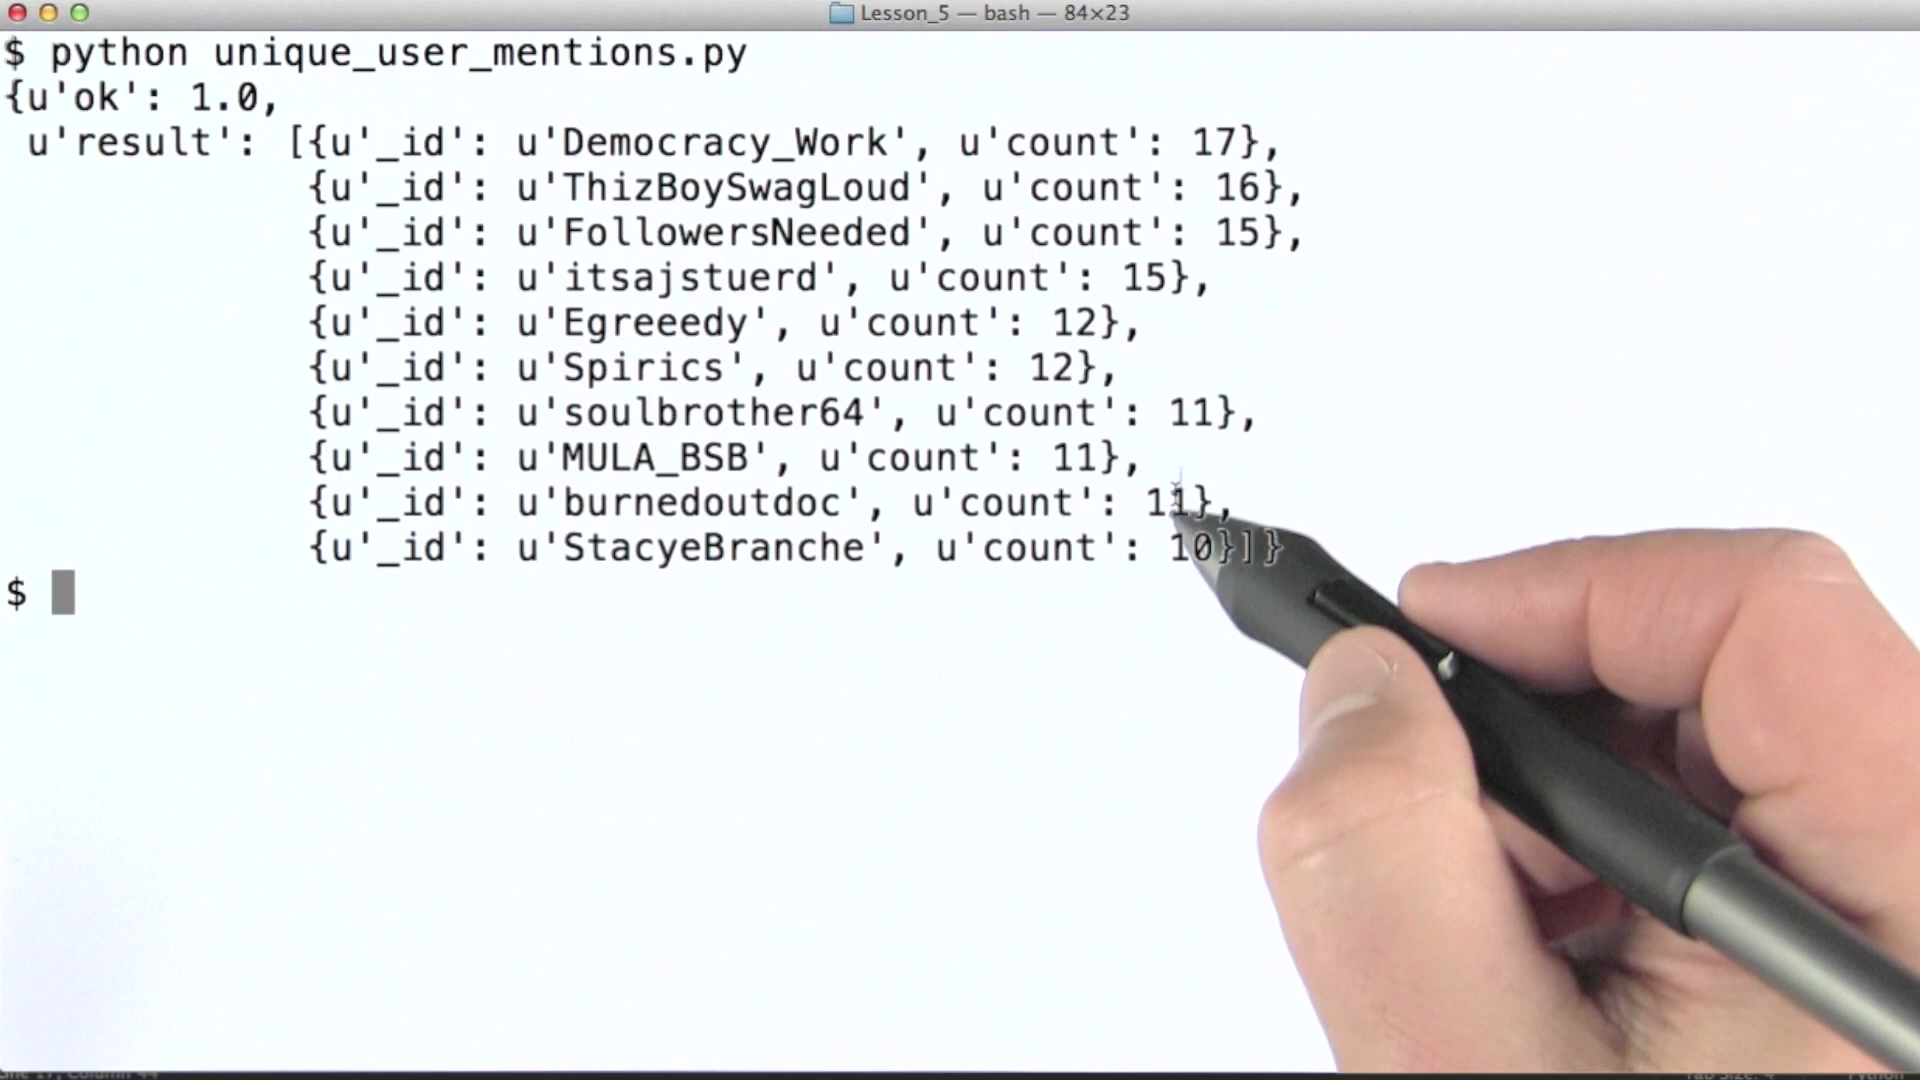 Lesson_5 — bash — 84×23
$ python unique_user_mentions.py
{u'ok': 1.0,
u'result': [{u'_id': u'Democracy_Work', u'count': 17},
{u'_id': u'ThizBoySwagLoud', u'count': 16},
{u'_id': u'FollowersNeeded', u'count': 15},
{u'_id': u'itsajstuerd', u'count': 15},
{u'_id': u'Egreeedy', u'count': 12},
{u'_id': u'Spirics', u'count': 12},
{u'_id': u'soulbrother64', u'count': 11},
{u'_id': u'MULA_BSB', u'count': 11},
{u'_id': u'burnedoutdoc', u'count': 11},
{u'_id': u'StacyeBranche', u'count': 10}]}
$